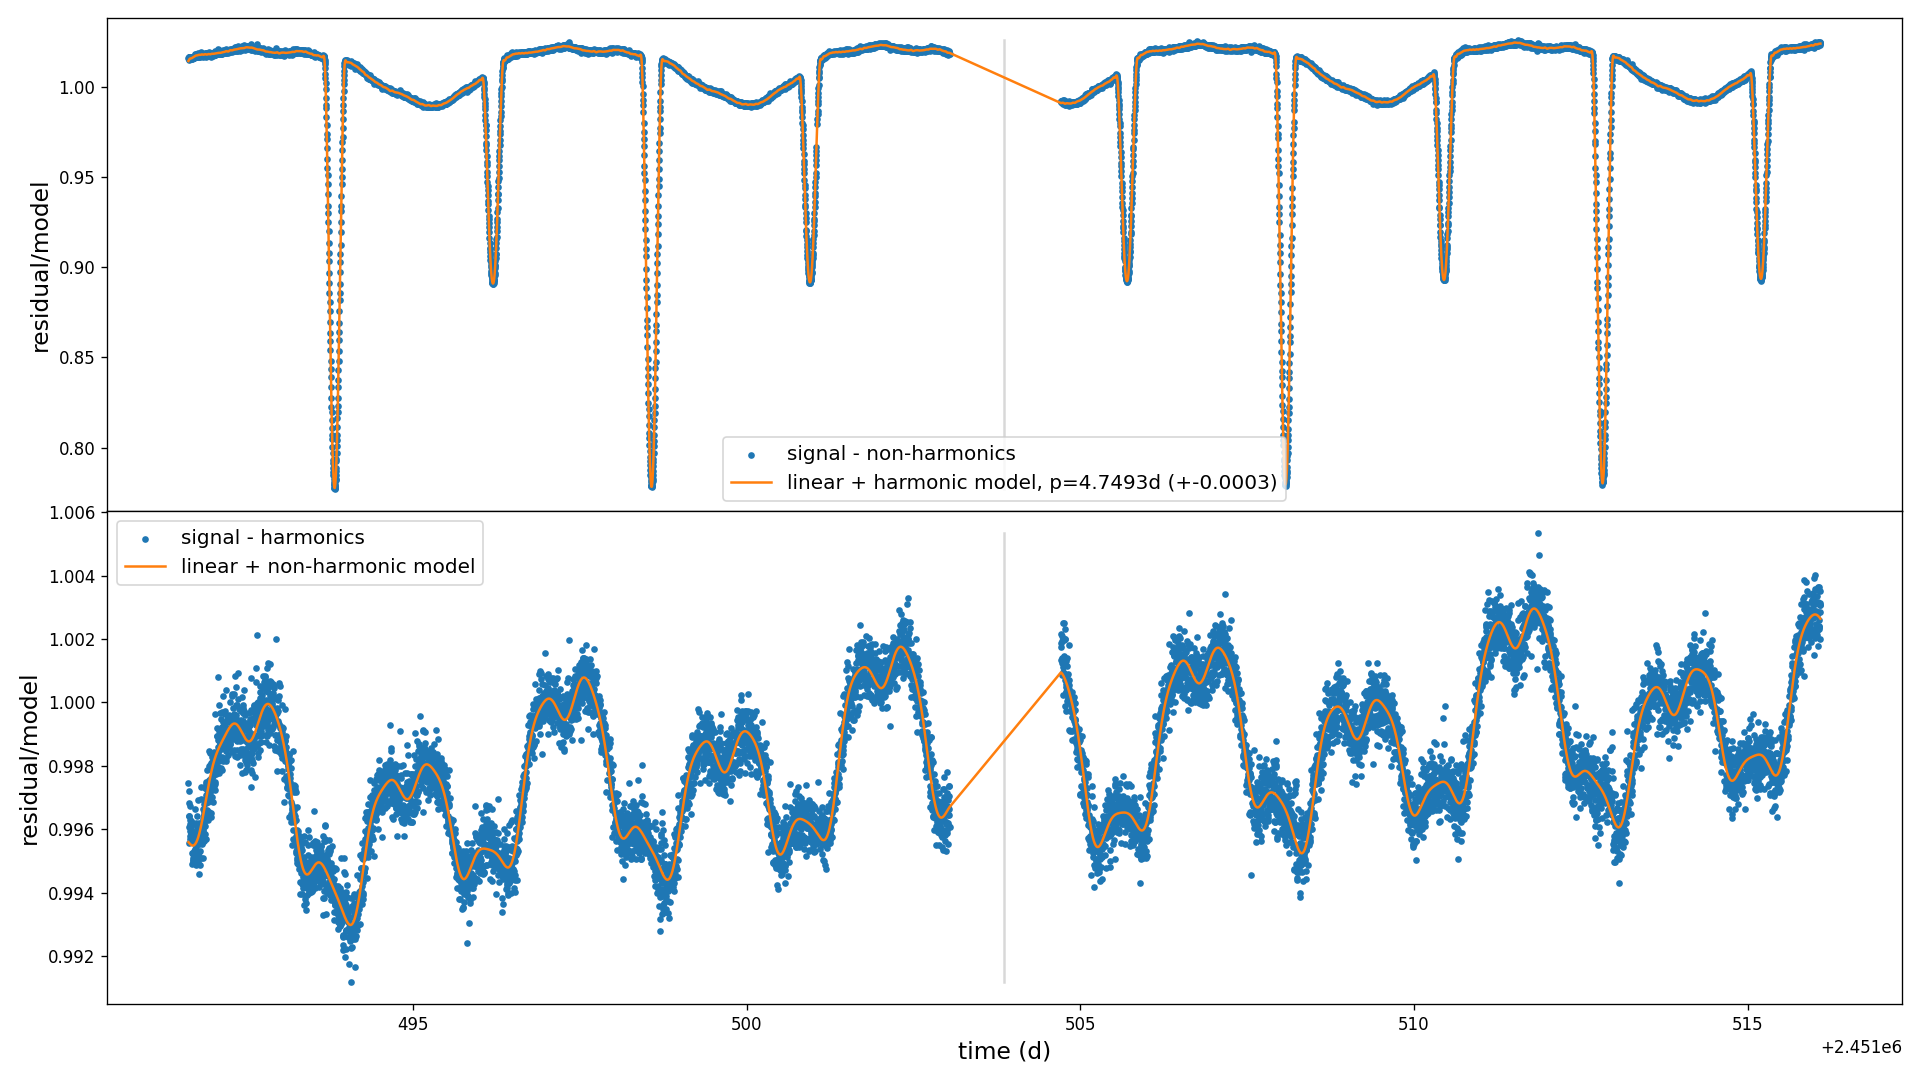 1.00
0.95
0.90
0.85
0.80
residual/model
signal - non-harmonics
linear + harmonic model, p=4.7493d (+-0.0003)
1.006
1.004
1.002
1.000
0.998
0.996
0.994
0.992
residual/model
signal - harmonics
linear + non-harmonic model
495
500
505
510
515
time (d)
+2.451e6